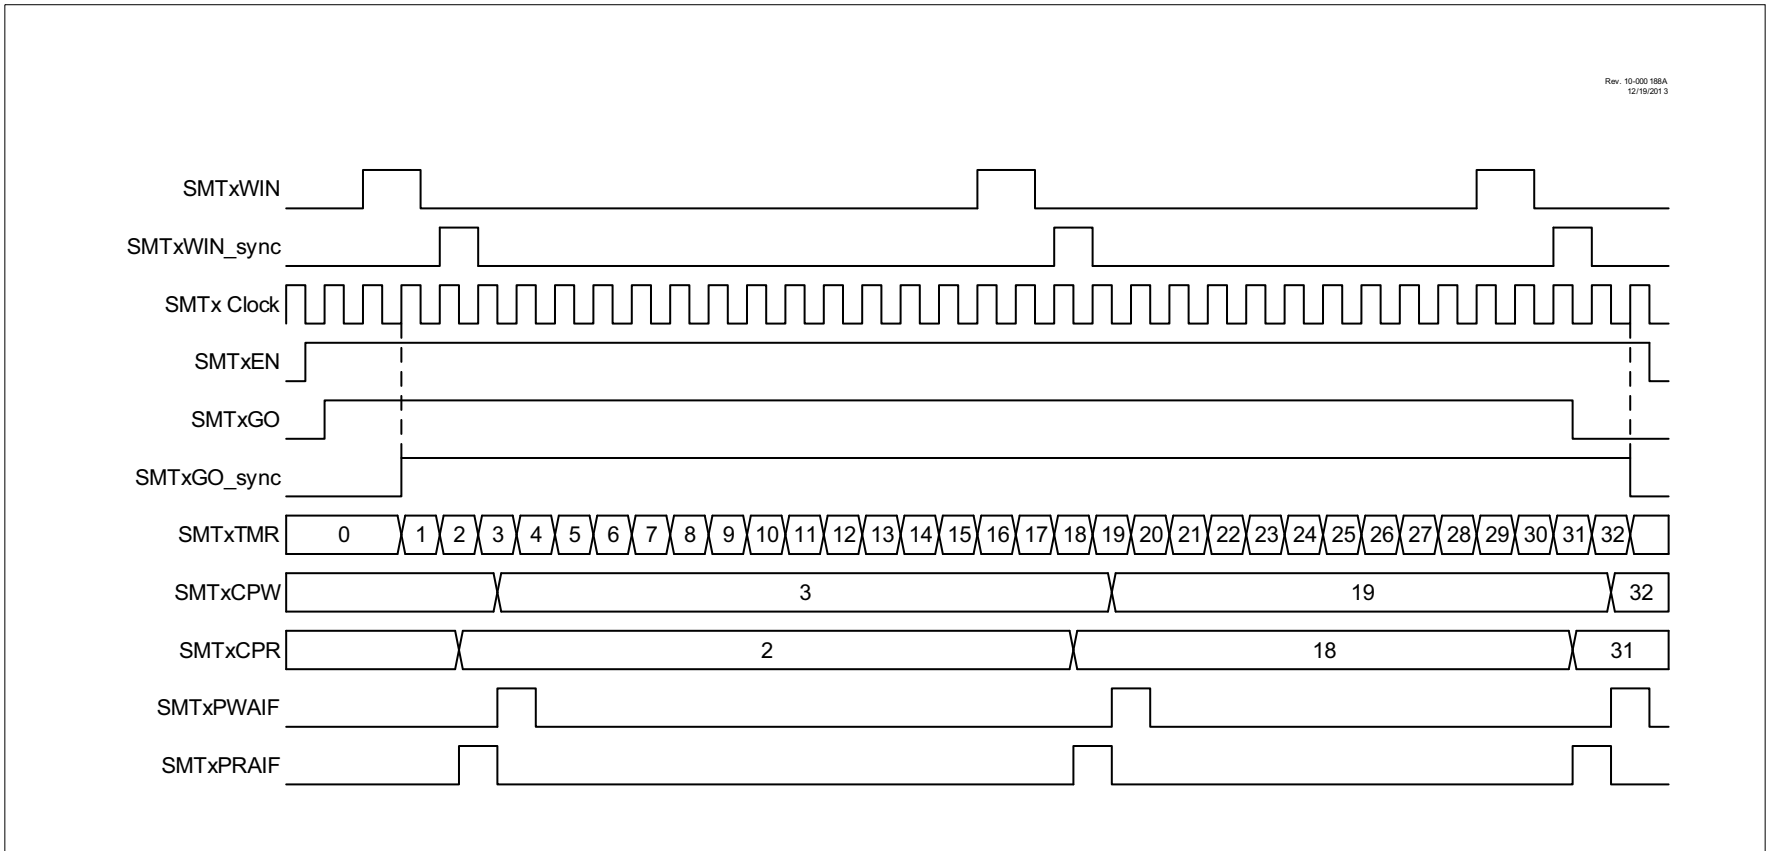 Rev. 10-000 188A
12/19/201 3
SMTxWIN
SMTxWIN_sync
SMTx Clock
SMTxEN
SMTxGO
SMTxGO_sync
SMTxTMR 0 1 2 3 4 5 6 7 8 9 10 11 12 13 14 15 16 17 18 19 20 21 22 23 24 25 26 27 28 29 30 31 32
SMTxCPW 3 19 32
SMTxCPR 2 18 31
SMTxPWAIF
SMTxPRAIF